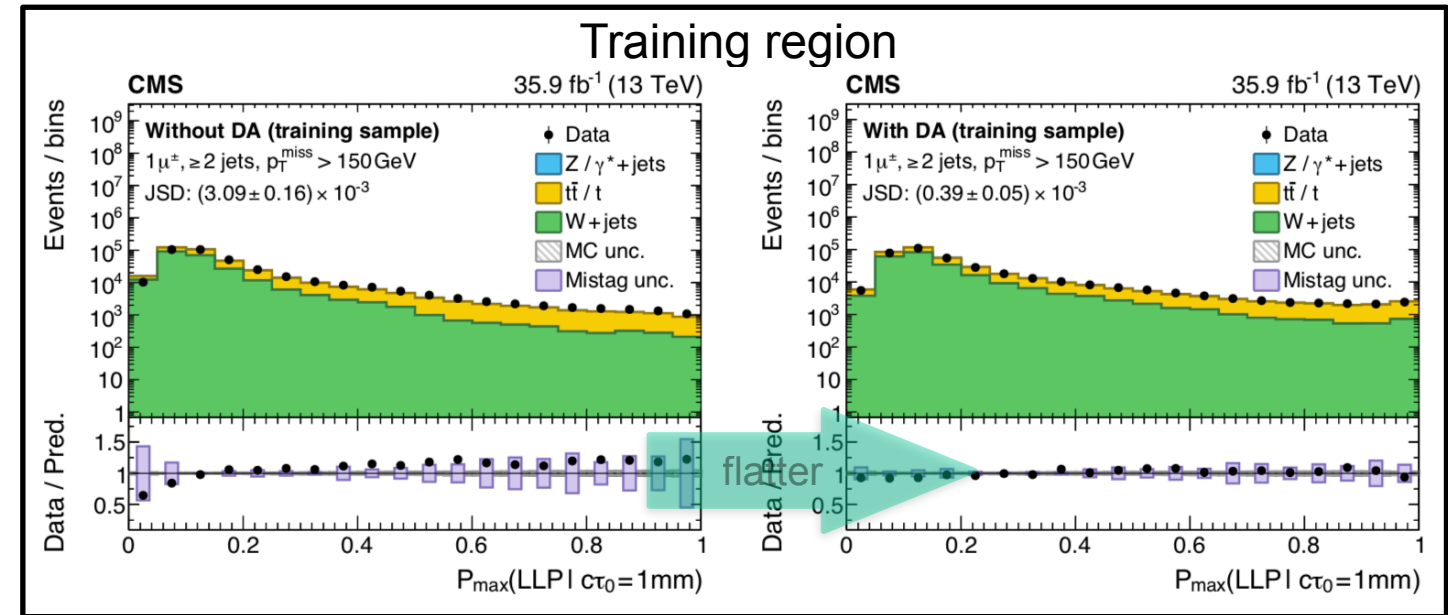 Training region
CMS 35.9 fb⁻¹ (13 TeV)
Events / bins
10⁹
10⁸
10⁷
10⁶
10⁵
10⁴
10³
10²
10
1
Without DA (training sample)
1μ±, ≥2 jets, pTmiss > 150 GeV
JSD: (3.09 ± 0.16) × 10⁻³
Data
Z / γ* + jets
tt̄ / t
W + jets
MC unc.
Mistag unc.
Data / Pred.
1.5
1
0.5
0 0.2 0.4 0.6 0.8 1
Pmax(LLP | cτ₀ = 1mm)
flatter
CMS 35.9 fb⁻¹ (13 TeV)
Events / bins
10⁹
10⁸
10⁷
10⁶
10⁵
10⁴
10³
10²
10
1
With DA (training sample)
1μ±, ≥2 jets, pTmiss > 150 GeV
JSD: (0.39 ± 0.05) × 10⁻³
Data
Z / γ* + jets
tt̄ / t
W + jets
MC unc.
Mistag unc.
Data / Pred.
1.5
1
0.5
0 0.2 0.4 0.6 0.8 1
Pmax(LLP | cτ₀ = 1mm)